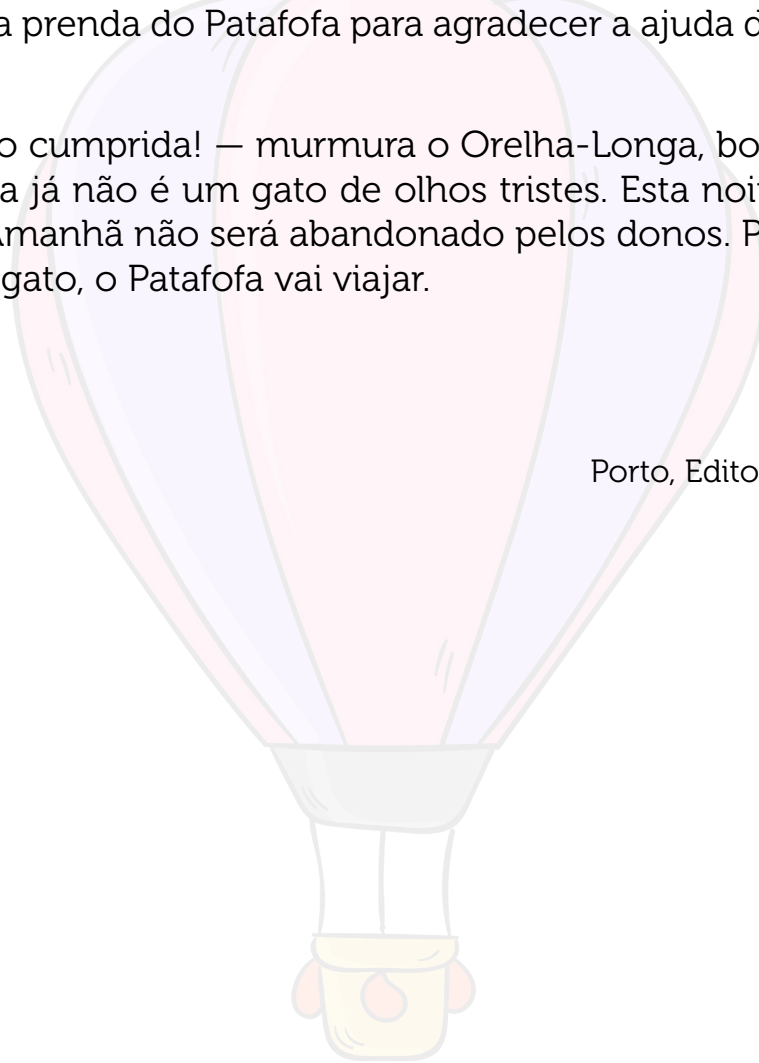 a prenda do Patafofa para agradecer a ajuda d
o cumprida! — murmura o Orelha-Longa, bo
a já não é um gato de olhos tristes. Esta noi
Amanhã não será abandonado pelos donos. P
gato, o Patafofa vai viajar.
Porto, Edito